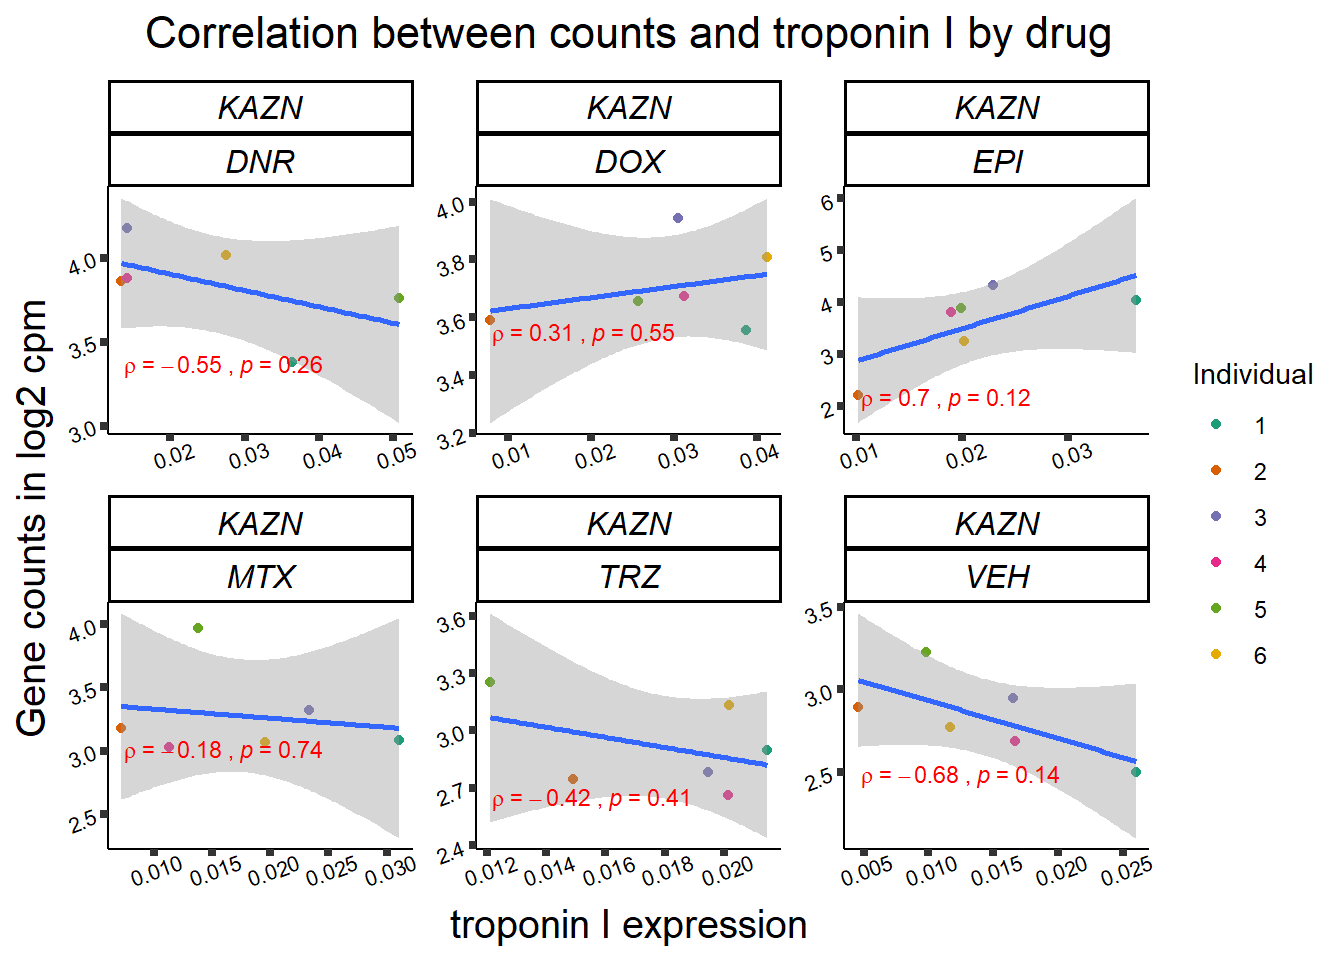 Correlation between counts and troponin I by drug
KAZN
DNR
4.0
3.5
3.0
ρ = −0.55 , p = 0.26
0.02 0.03 0.04 0.05
KAZN
DOX
4.0
3.8
3.6
3.4
3.2
ρ = 0.31 , p = 0.55
0.01 0.02 0.03 0.04
KAZN
EPI
6
5
4
3
2
ρ = 0.7 , p = 0.12
0.01 0.02 0.03
KAZN
MTX
4.0
3.5
3.0
2.5
ρ = −0.18 , p = 0.74
0.010 0.015 0.020 0.025 0.030
KAZN
TRZ
3.6
3.3
3.0
2.7
2.4
ρ = −0.42 , p = 0.41
0.012 0.014 0.016 0.018 0.020
KAZN
VEH
3.5
3.0
2.5
ρ = −0.68 , p = 0.14
0.005 0.010 0.015 0.020 0.025
Gene counts in log2 cpm
troponin I expression
Individual
1
2
3
4
5
6